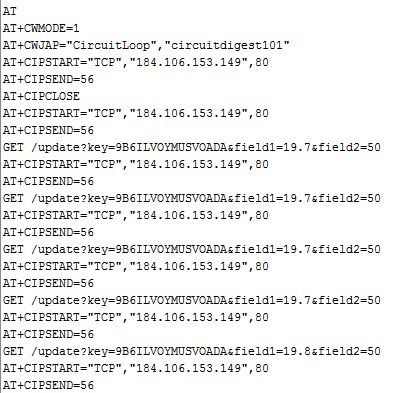 AT
AT+CWMODE=1
AT+CWJAP="CircuitLoop","circuitdigest101"
AT+CIPSTART="TCP","184.106.153.149",80
AT+CIPSEND=56
AT+CIPCLOSE
AT+CIPSTART="TCP","184.106.153.149",80
AT+CIPSEND=56
GET /update?key=9B6ILVOYMUSVOADA&field1=19.7&field2=50
AT+CIPSTART="TCP","184.106.153.149",80
AT+CIPSEND=56
GET /update?key=9B6ILVOYMUSVOADA&field1=19.7&field2=50
AT+CIPSTART="TCP","184.106.153.149",80
AT+CIPSEND=56
GET /update?key=9B6ILVOYMUSVOADA&field1=19.7&field2=50
AT+CIPSTART="TCP","184.106.153.149",80
AT+CIPSEND=56
GET /update?key=9B6ILVOYMUSVOADA&field1=19.7&field2=50
AT+CIPSTART="TCP","184.106.153.149",80
AT+CIPSEND=56
GET /update?key=9B6ILVOYMUSVOADA&field1=19.8&field2=50
AT+CIPSTART="TCP","184.106.153.149",80
AT+CIPSEND=56